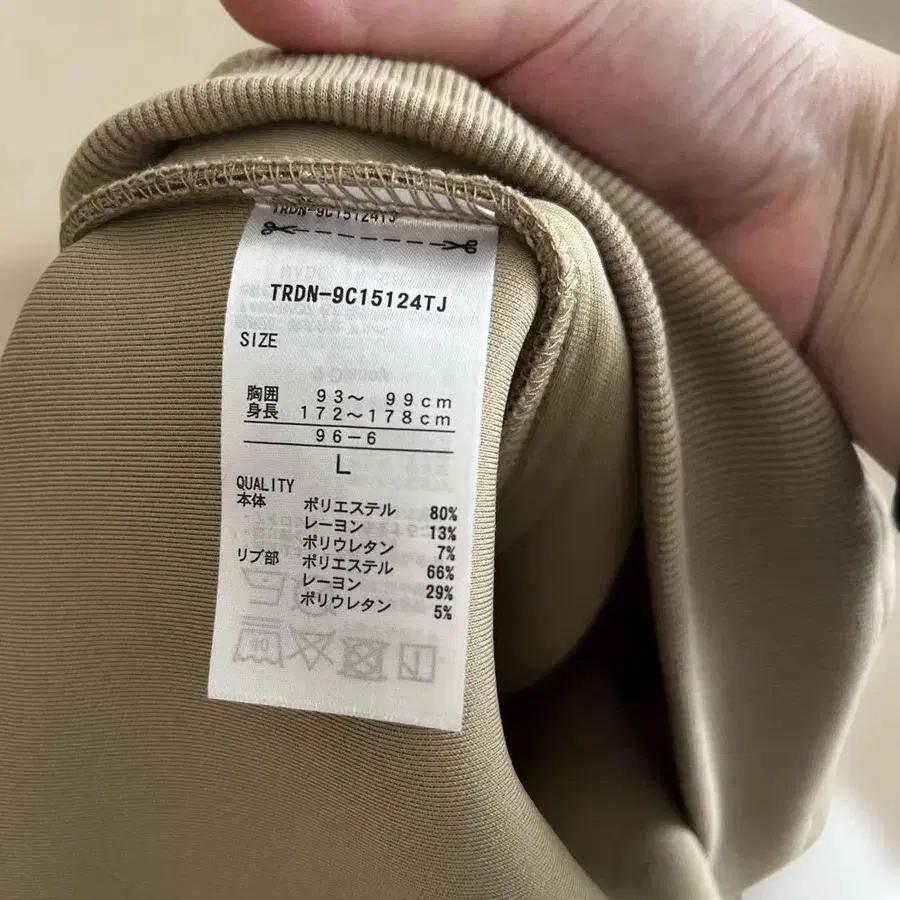 TRDN-9C15124TJ
TRDN-9C15124TJ
SIZE
胸囲 93～ 99cm
身長 172～178cm
96-6
L
QUALITY
本体 ポリエステル 80%
レーヨン 13%
ポリウレタン 7%
リブ部 ポリエステル 66%
レーヨン 29%
ポリウレタン 5%